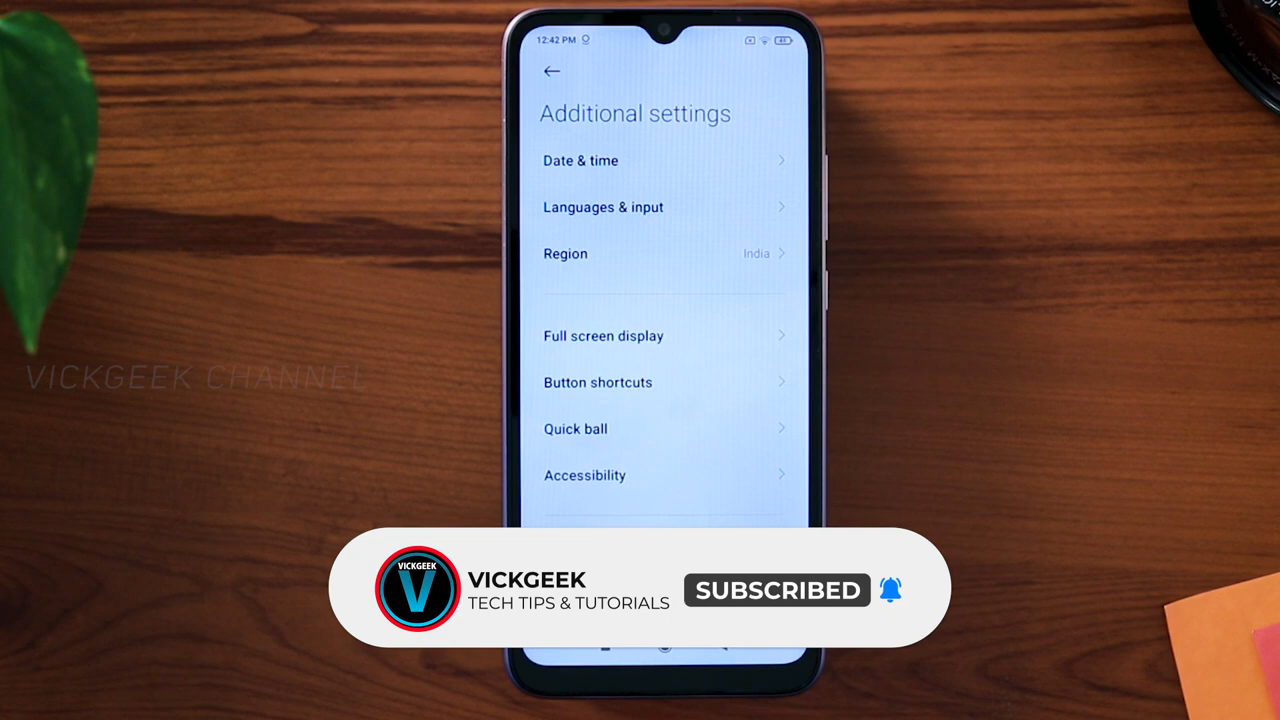 12:42 PM
Additional settings
Date & time
Languages & input
Region India
Full screen display
Button shortcuts
Quick ball
Accessibility
VICKGEEK CHANNEL
VICKGEEK
V
VICKGEEK
TECH TIPS & TUTORIALS
SUBSCRIBED